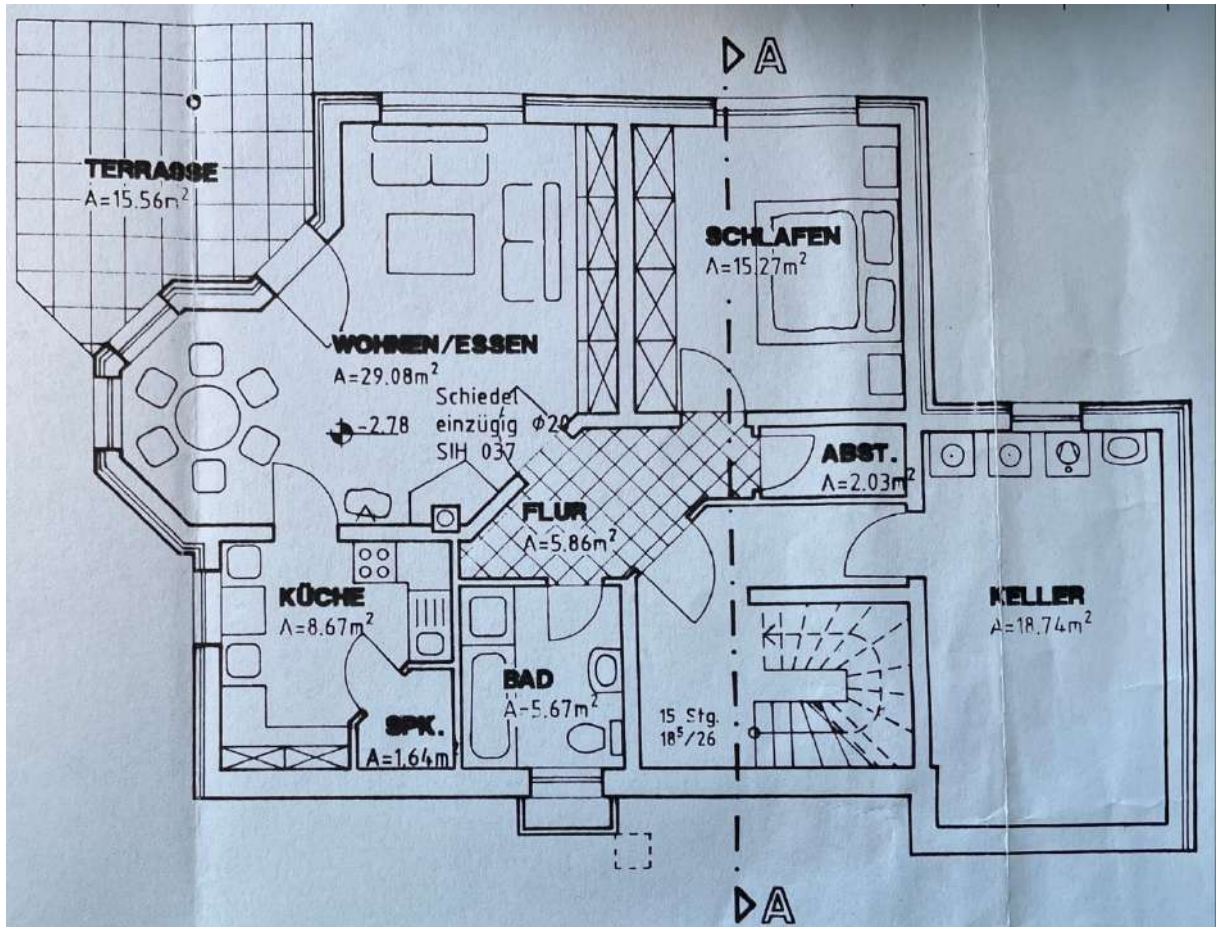 A
TERRASSE
A=15.56m²
SCHLAFEN
A=15.27m²
WOHNEN/ESSEN
A=29.08m²
Schiedel
einzügig ⌀20
SIH 037
-2.78
ABST.
A=2.03m²
FLUR
A=5.86m²
KÜCHE
A=8.67m²
KELLER
A=18.74m²
BAD
A=5.67m²
SPK.
A=1.64m²
15 Stg.
18⁵/26
A